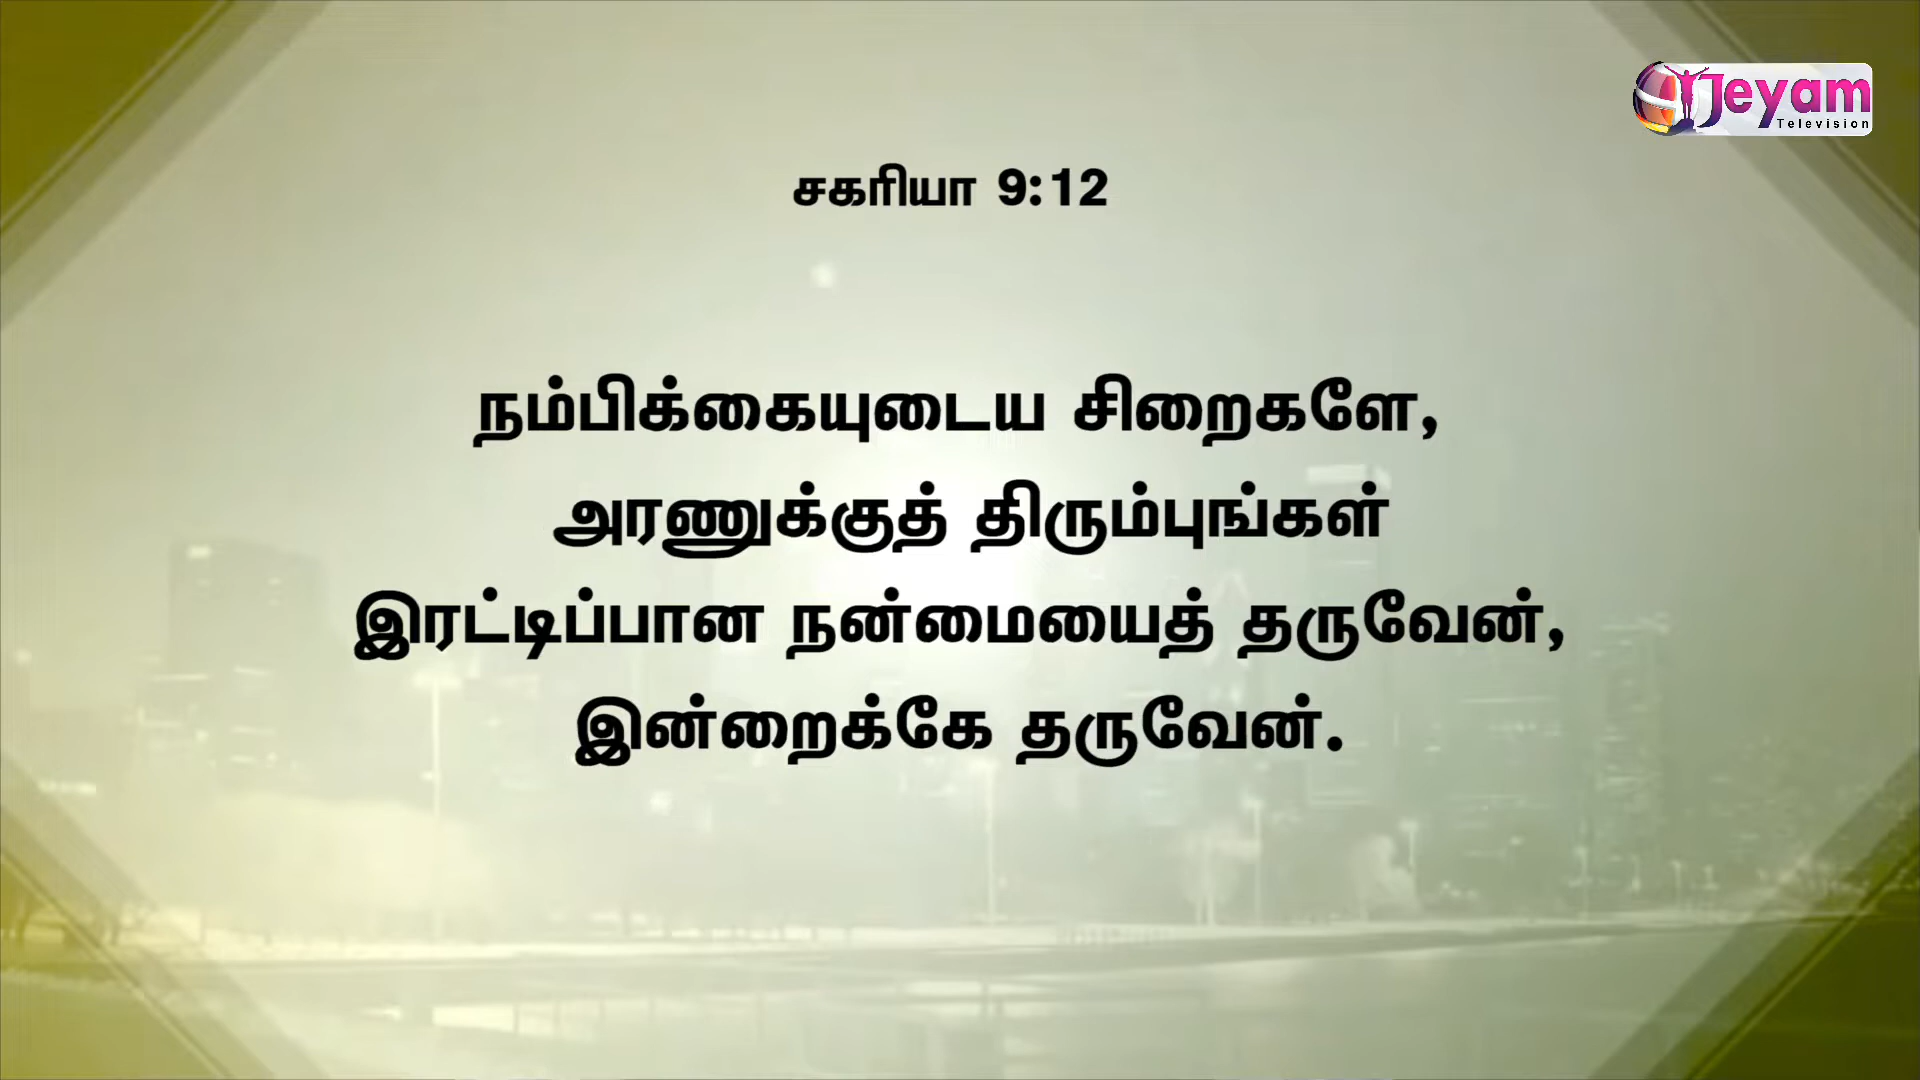 Jeyam
Television
சகரியா 9:12
நம்பிக்கையுடைய சிறைகளே,
அரணுக்குத் திரும்புங்கள்
இரட்டிப்பான நன்மையைத் தருவேன்,
இன்றைக்கே தருவேன்.